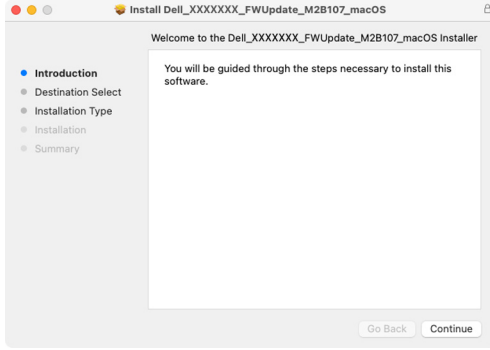 Install Dell_XXXXXXX_FWUpdate_M2B107_macOS
Welcome to the Dell_XXXXXXX_FWUpdate_M2B107_macOS Installer
Introduction
Destination Select
Installation Type
Installation
Summary
You will be guided through the steps necessary to install this
software.
Go Back
Continue